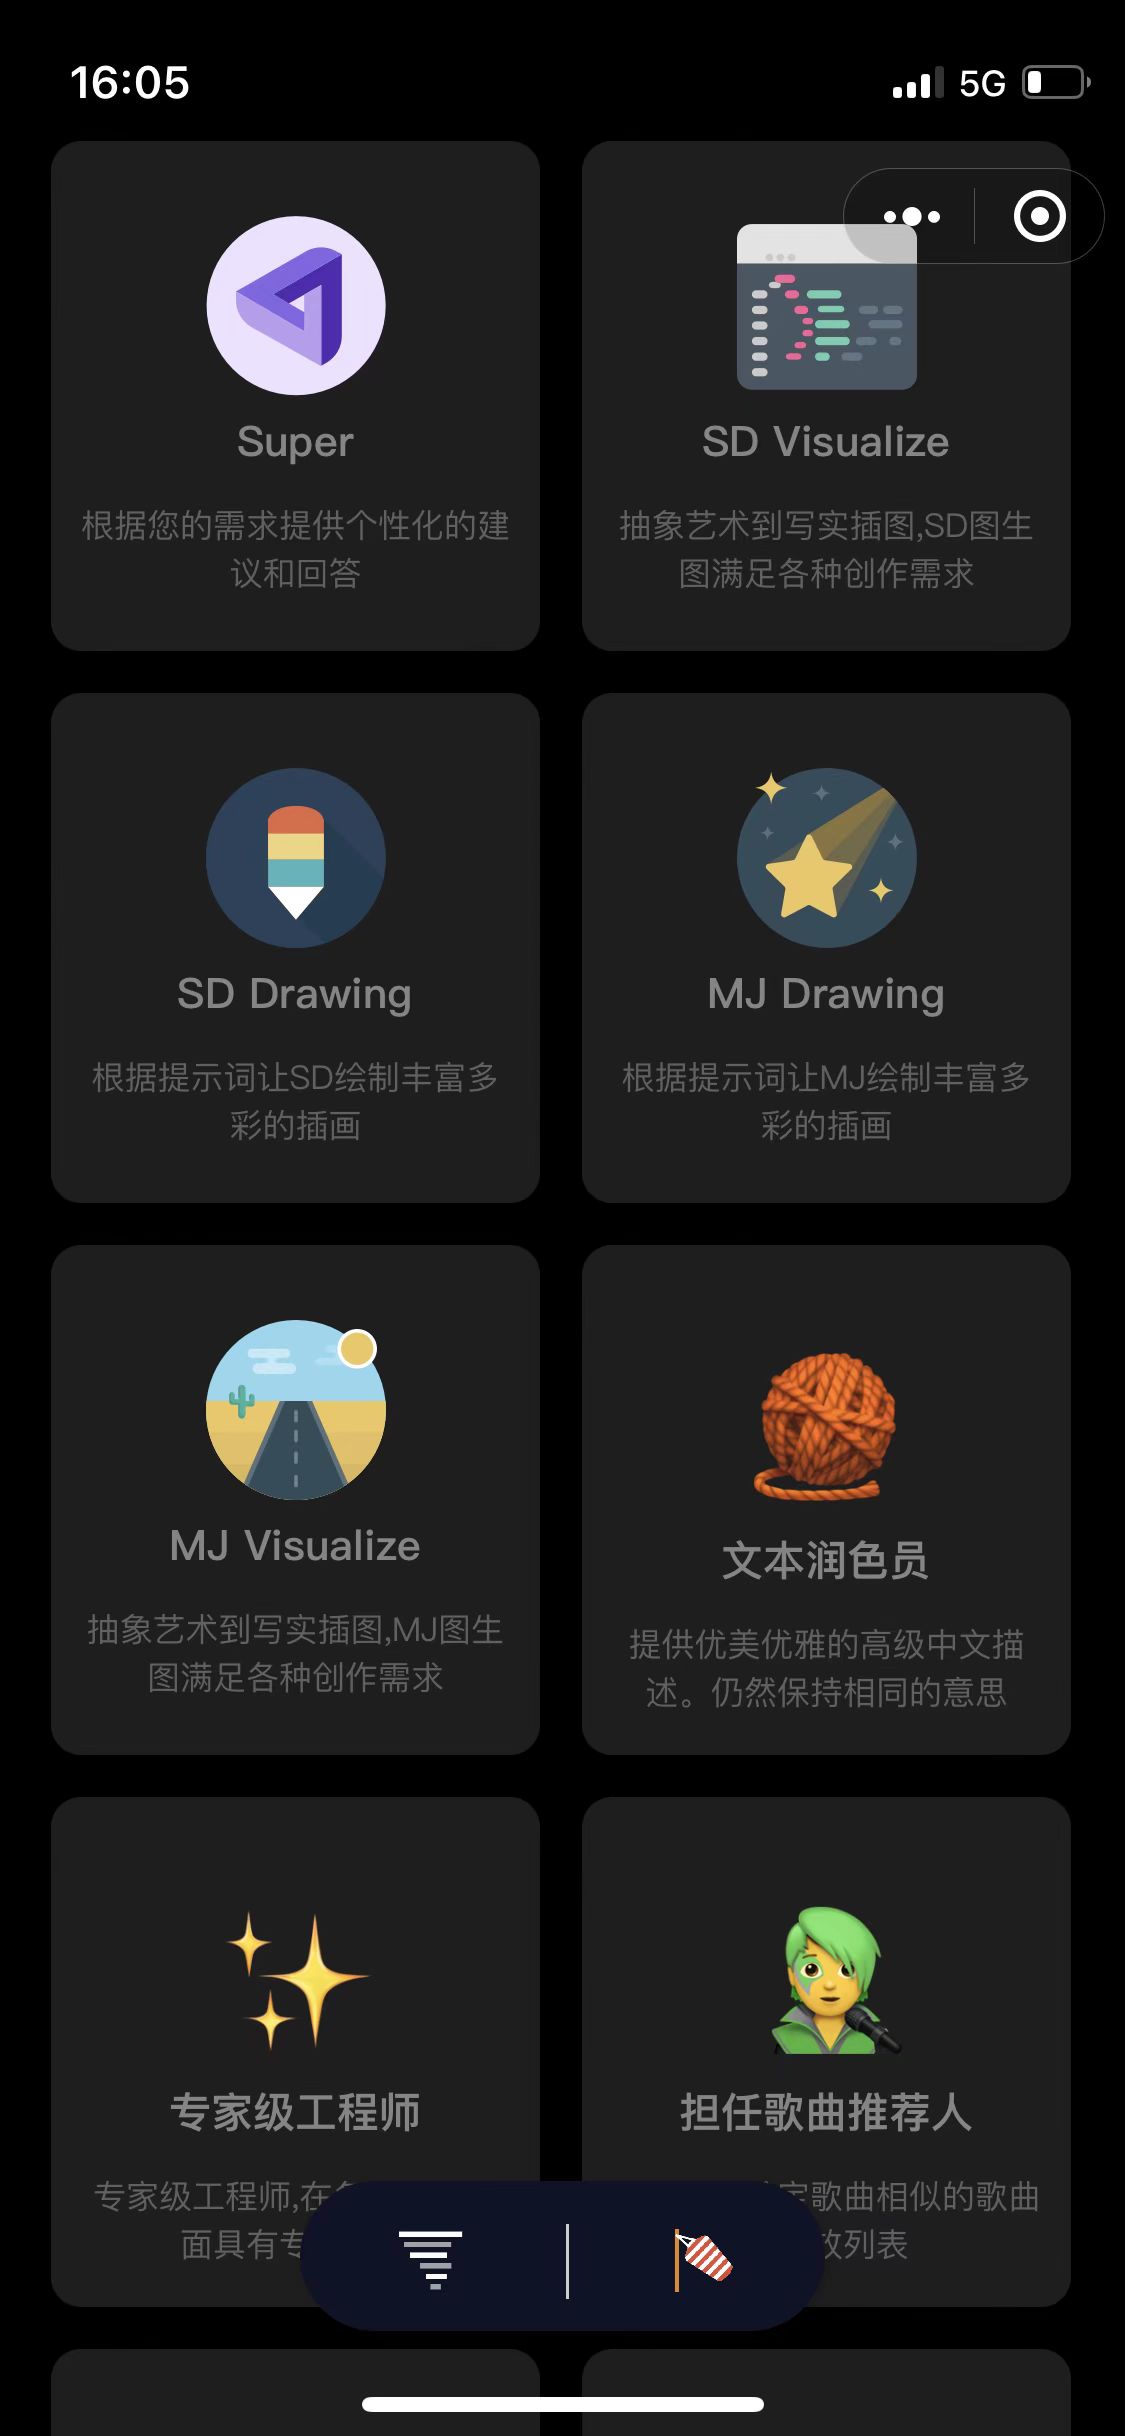 16:05
5G
Super
根据您的需求提供个性化的建
议和回答
SD Visualize
抽象艺术到写实插图,SD图生
图满足各种创作需求
SD Drawing
根据提示词让SD绘制丰富多
彩的插画
MJ Drawing
根据提示词让MJ绘制丰富多
彩的插画
MJ Visualize
抽象艺术到写实插图,MJ图生
图满足各种创作需求
文本润色员
提供优美优雅的高级中文描
述。仍然保持相同的意思
专家级工程师
专家级工程师,在
面具有专
担任歌曲推荐人
定歌曲相似的歌曲
放列表